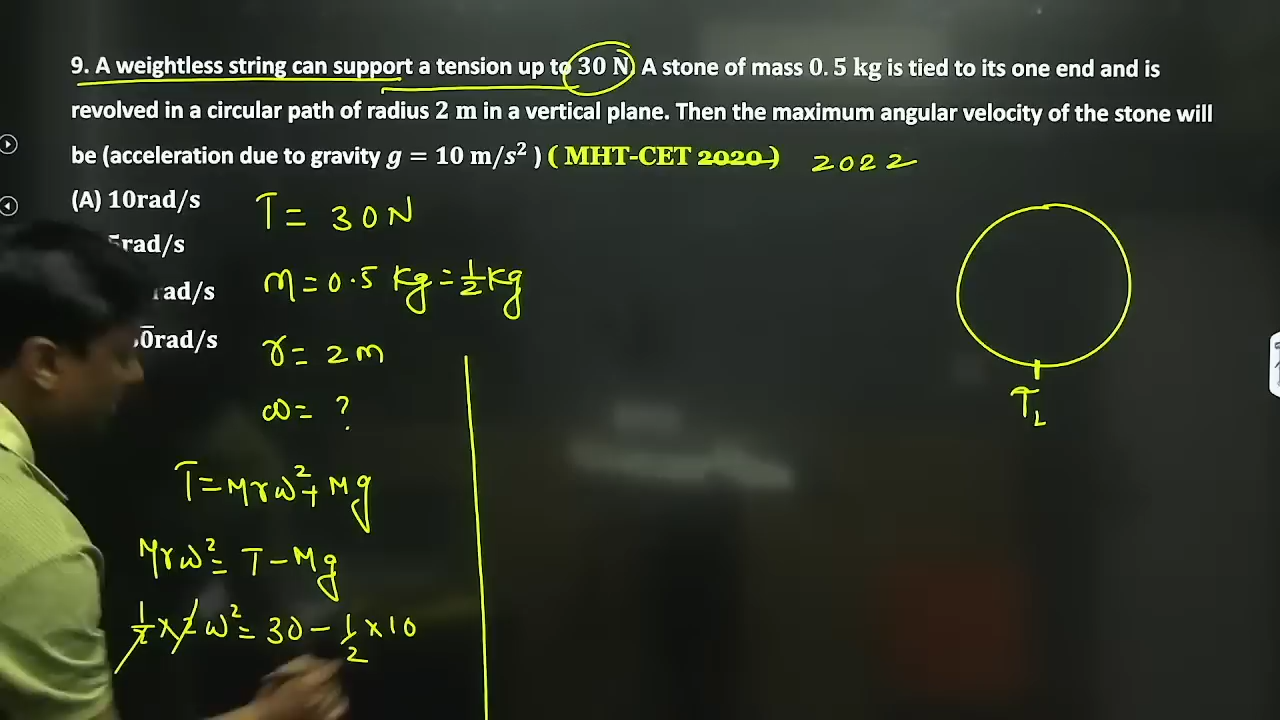 9. A weightless string can support a tension up to 30 N. A stone of mass 0.5 kg is tied to its one end and is
revolved in a circular path of radius 2 m in a vertical plane. Then the maximum angular velocity of the stone will
be (acceleration due to gravity g = 10 m/s² ) ( MHT-CET 2020 ) 2022
(A) 10rad/s
5rad/s
rad/s
0rad/s
T = 30N
m = 0.5 kg = 1/2 kg
r = 2m
ω = ?
T = Mrω² + Mg
Mrω² = T - Mg
1/2 × 2 ω² = 30 - 1/2 × 10
T_L